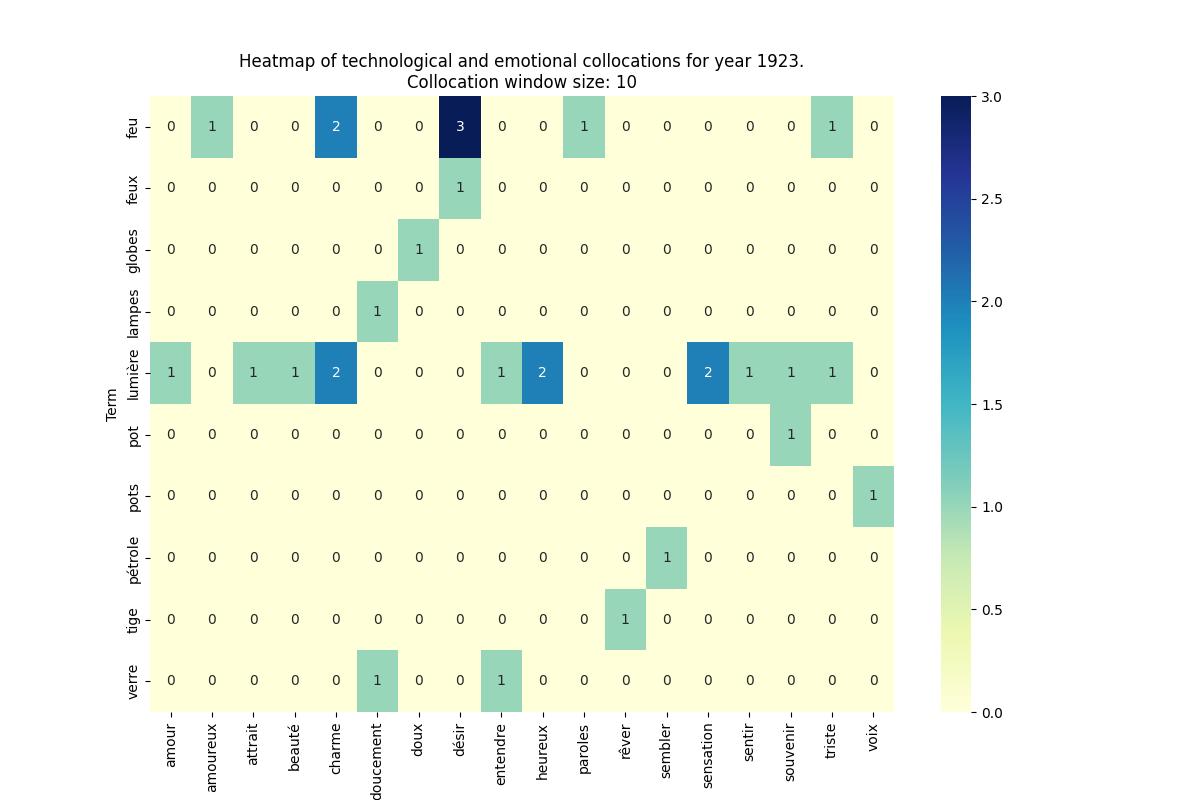 Heatmap of technological and emotional collocations for year 1923.
Collocation window size: 10
Term
feu 0 1 0 0 2 0 0 3 0 0 1 0 0 0 0 0 1 0
feux 0 0 0 0 0 0 0 1 0 0 0 0 0 0 0 0 0 0
globes 0 0 0 0 0 0 1 0 0 0 0 0 0 0 0 0 0 0
lampes 0 0 0 0 0 1 0 0 0 0 0 0 0 0 0 0 0 0
lumière 1 0 1 1 2 0 0 0 1 2 0 0 0 2 1 1 1 0
pot 0 0 0 0 0 0 0 0 0 0 0 0 0 0 0 1 0 0
pots 0 0 0 0 0 0 0 0 0 0 0 0 0 0 0 0 0 1
pétrole 0 0 0 0 0 0 0 0 0 0 0 0 1 0 0 0 0 0
tige 0 0 0 0 0 0 0 0 0 0 0 1 0 0 0 0 0 0
verre 0 0 0 0 0 1 0 0 1 0 0 0 0 0 0 0 0 0
amour amoureux attrait beauté charme doucement doux désir entendre heureux paroles rêver sembler sensation sentir souvenir triste voix
3.0
2.5
2.0
1.5
1.0
0.5
0.0